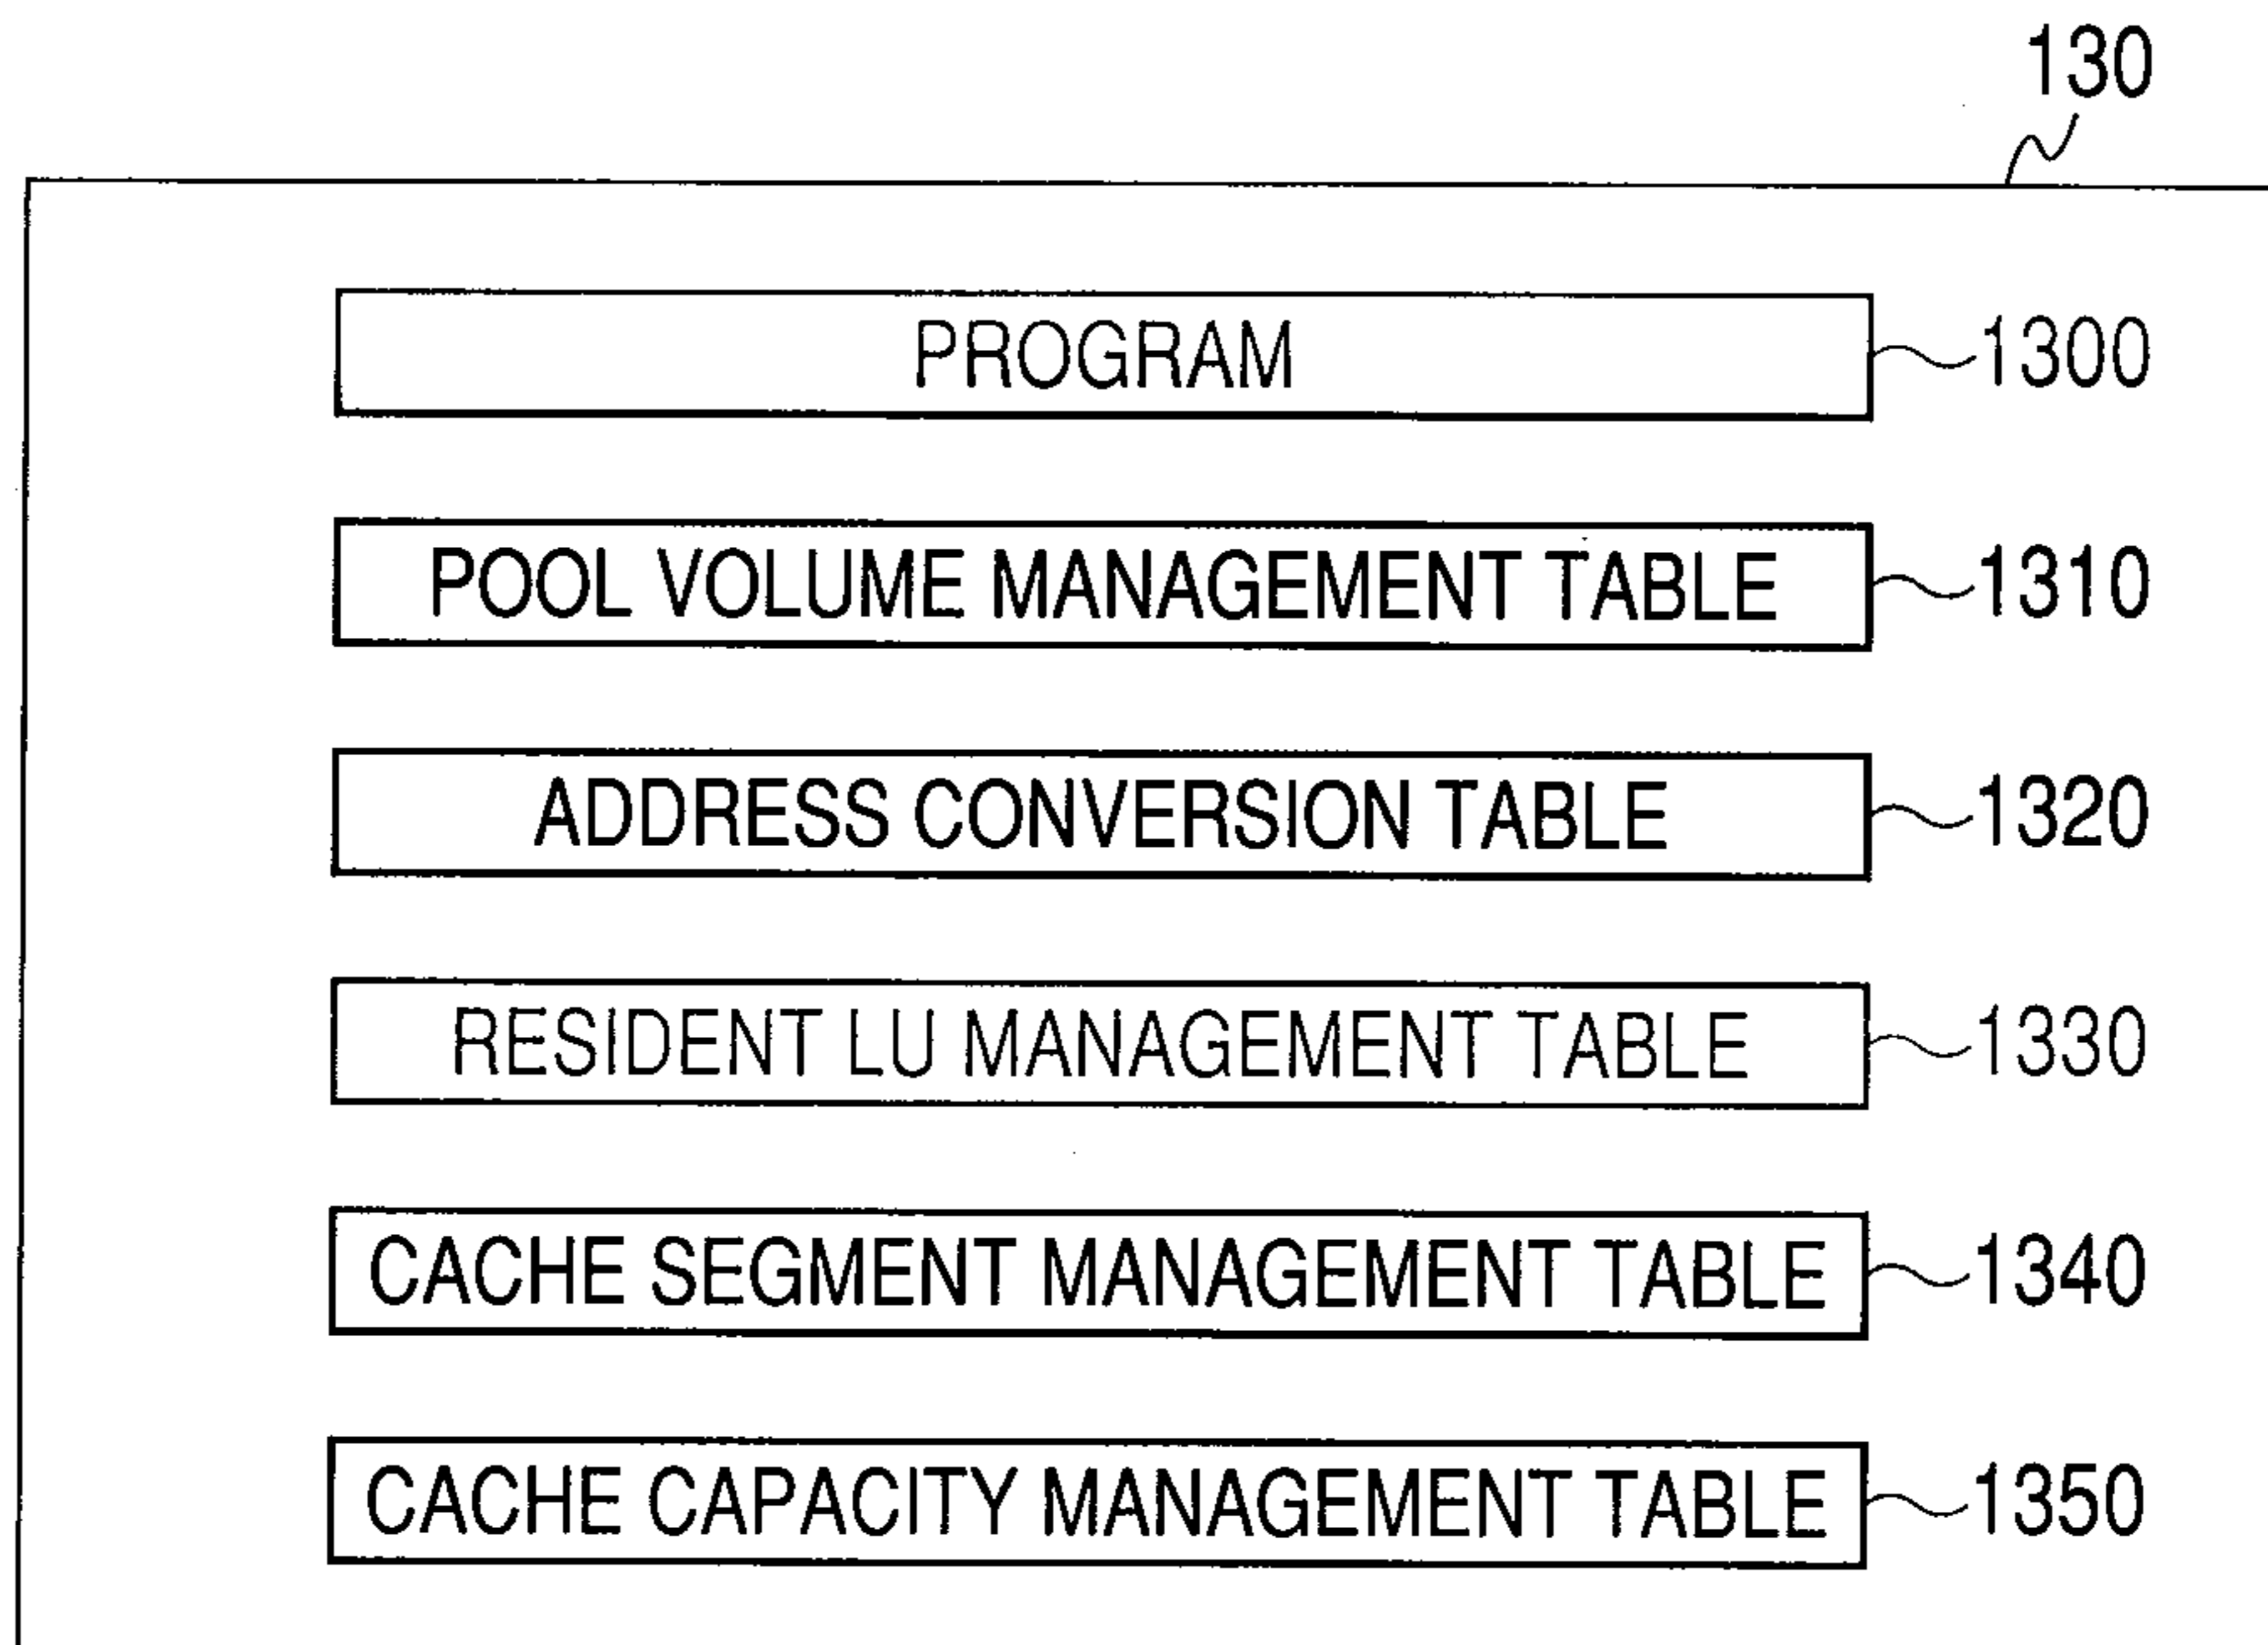 130
PROGRAM 1300
POOL VOLUME MANAGEMENT TABLE 1310
ADDRESS CONVERSION TABLE 1320
RESIDENT LU MANAGEMENT TABLE 1330
CACHE SEGMENT MANAGEMENT TABLE 1340
CACHE CAPACITY MANAGEMENT TABLE 1350